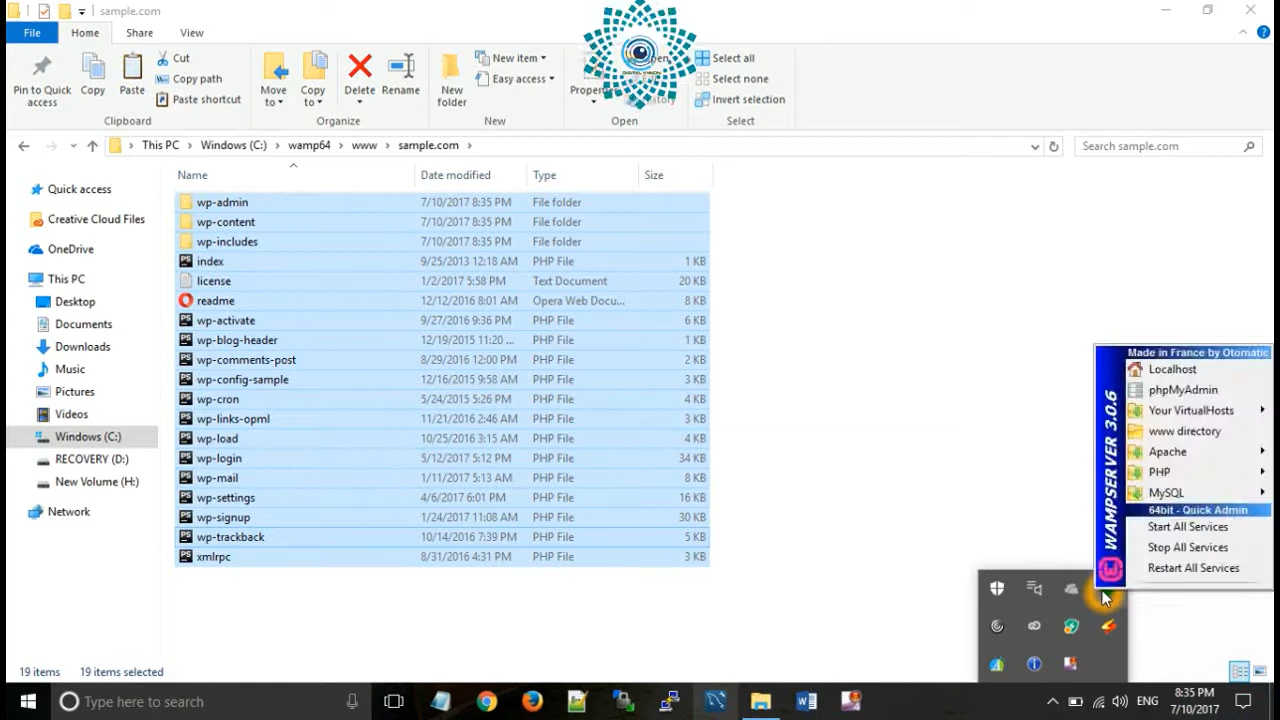 sample.com
File Home Share View
Pin to Quick access
Copy
Paste
Cut
Copy path
Paste shortcut
Move to
Copy to
Delete
Rename
New folder
New item
Easy access
Select all
Select none
Invert selection
Clipboard Organize New Open Select
DIGITAL VISION
This PC Windows (C:) wamp64 www sample.com
Search sample.com
Name Date modified Type Size
Quick access
Creative Cloud Files
OneDrive
This PC
Desktop
Documents
Downloads
Music
Pictures
Videos
Windows (C:)
RECOVERY (D:)
New Volume (H:)
Network
wp-admin 7/10/2017 8:35 PM File folder
wp-content 7/10/2017 8:35 PM File folder
wp-includes 7/10/2017 8:35 PM File folder
index 9/25/2013 12:18 AM PHP File 1 KB
license 1/2/2017 5:58 PM Text Document 20 KB
readme 12/12/2016 8:01 AM Opera Web Docu... 8 KB
wp-activate 9/27/2016 9:36 PM PHP File 6 KB
wp-blog-header 12/19/2015 11:20 ... PHP File 1 KB
wp-comments-post 8/29/2016 12:00 PM PHP File 2 KB
wp-config-sample 12/16/2015 9:58 AM PHP File 3 KB
wp-cron 5/24/2015 5:26 PM PHP File 4 KB
wp-links-opml 11/21/2016 2:46 AM PHP File 3 KB
wp-load 10/25/2016 3:15 AM PHP File 4 KB
wp-login 5/12/2017 5:12 PM PHP File 34 KB
wp-mail 1/11/2017 5:13 AM PHP File 8 KB
wp-settings 4/6/2017 6:01 PM PHP File 16 KB
wp-signup 1/24/2017 11:08 AM PHP File 30 KB
wp-trackback 10/14/2016 7:39 PM PHP File 5 KB
xmlrpc 8/31/2016 4:31 PM PHP File 3 KB
WAMPSERVER 3.0.6
Made in France by Otomatic
Localhost
phpMyAdmin
Your VirtualHosts
www directory
Apache
PHP
MySQL
64bit - Quick Admin
Start All Services
Stop All Services
Restart All Services
19 items 19 items selected
Type here to search
ENG
8:35 PM
7/10/2017